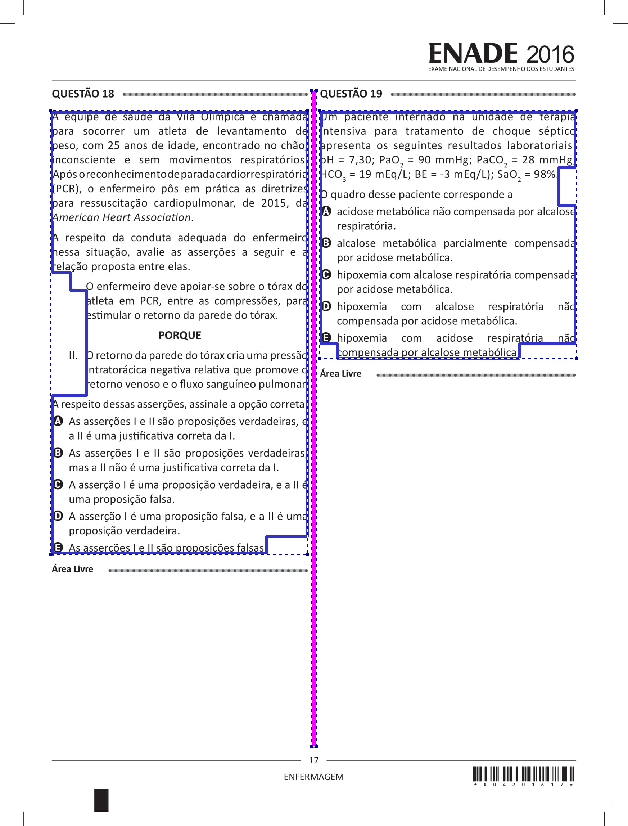 ENADE 2016
EXAME NACIONAL DE DESEMPENHO DOS ESTUDANTES
QUESTÃO 18
A equipe de saúde da Vila Olímpica é chamada
para socorrer um atleta de levantamento de
peso, com 25 anos de idade, encontrado no chão,
inconsciente e sem movimentos respiratórios.
Após o reconhecimento de parada cardiorrespiratória
(PCR), o enfermeiro pôs em prática as diretrizes
para ressuscitação cardiopulmonar, de 2015, da
American Heart Association.
A respeito da conduta adequada do enfermeiro
nessa situação, avalie as asserções a seguir e a
relação proposta entre elas.
O enfermeiro deve apoiar-se sobre o tórax do
atleta em PCR, entre as compressões, para
estimular o retorno da parede do tórax.
PORQUE
II. O retorno da parede do tórax cria uma pressão
intratorácica negativa relativa que promove o
retorno venoso e o fluxo sanguíneo pulmonar.
A respeito dessas asserções, assinale a opção correta.
A As asserções I e II são proposições verdadeiras, e
a II é uma justificativa correta da I.
B As asserções I e II são proposições verdadeiras,
mas a II não é uma justificativa correta da I.
C A asserção I é uma proposição verdadeira, e a II é
uma proposição falsa.
D A asserção I é uma proposição falsa, e a II é uma
proposição verdadeira.
E As asserções I e II são proposições falsas.
Área Livre
QUESTÃO 19
Um paciente internado na unidade de terapia
intensiva para tratamento de choque séptico
apresenta os seguintes resultados laboratoriais:
pH = 7,30; PaO2 = 90 mmHg; PaCO2 = 28 mmHg;
HCO3 = 19 mEq/L; BE = -3 mEq/L; SaO2 = 98%.
O quadro desse paciente corresponde a
A acidose metabólica não compensada por alcalose
respiratória.
B alcalose metabólica parcialmente compensada
por acidose metabólica.
C hipoxemia com alcalose respiratória compensada
por acidose metabólica.
D hipoxemia com alcalose respiratória não
compensada por acidose metabólica.
E hipoxemia com acidose respiratória não
compensada por alcalose metabólica.
Área Livre
17
ENFERMAGEM